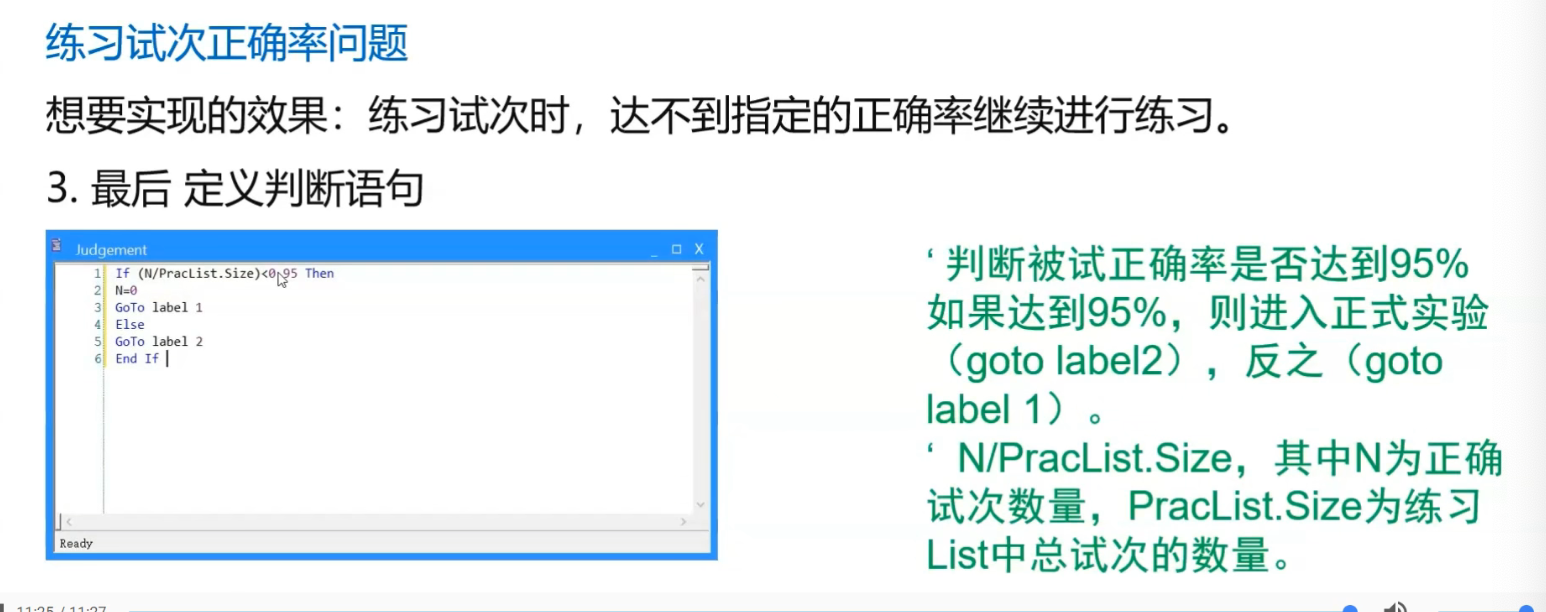 练习试次正确率问题
想要实现的效果：练习试次时，达不到指定的正确率继续进行练习。
3. 最后 定义判断语句
Judgement
1 If (N/PracList.Size)<0.95 Then
2 N=0
3 GoTo label 1
4 Else
5 GoTo label 2
6 End If
Ready
‘ 判断被试正确率是否达到95%
如果达到95%，则进入正式实验
（goto label2），反之（goto
label 1）。
‘ N/PracList.Size，其中N为正确
试次数量，PracList.Size为练习
List中总试次的数量。
11:25 / 11:27